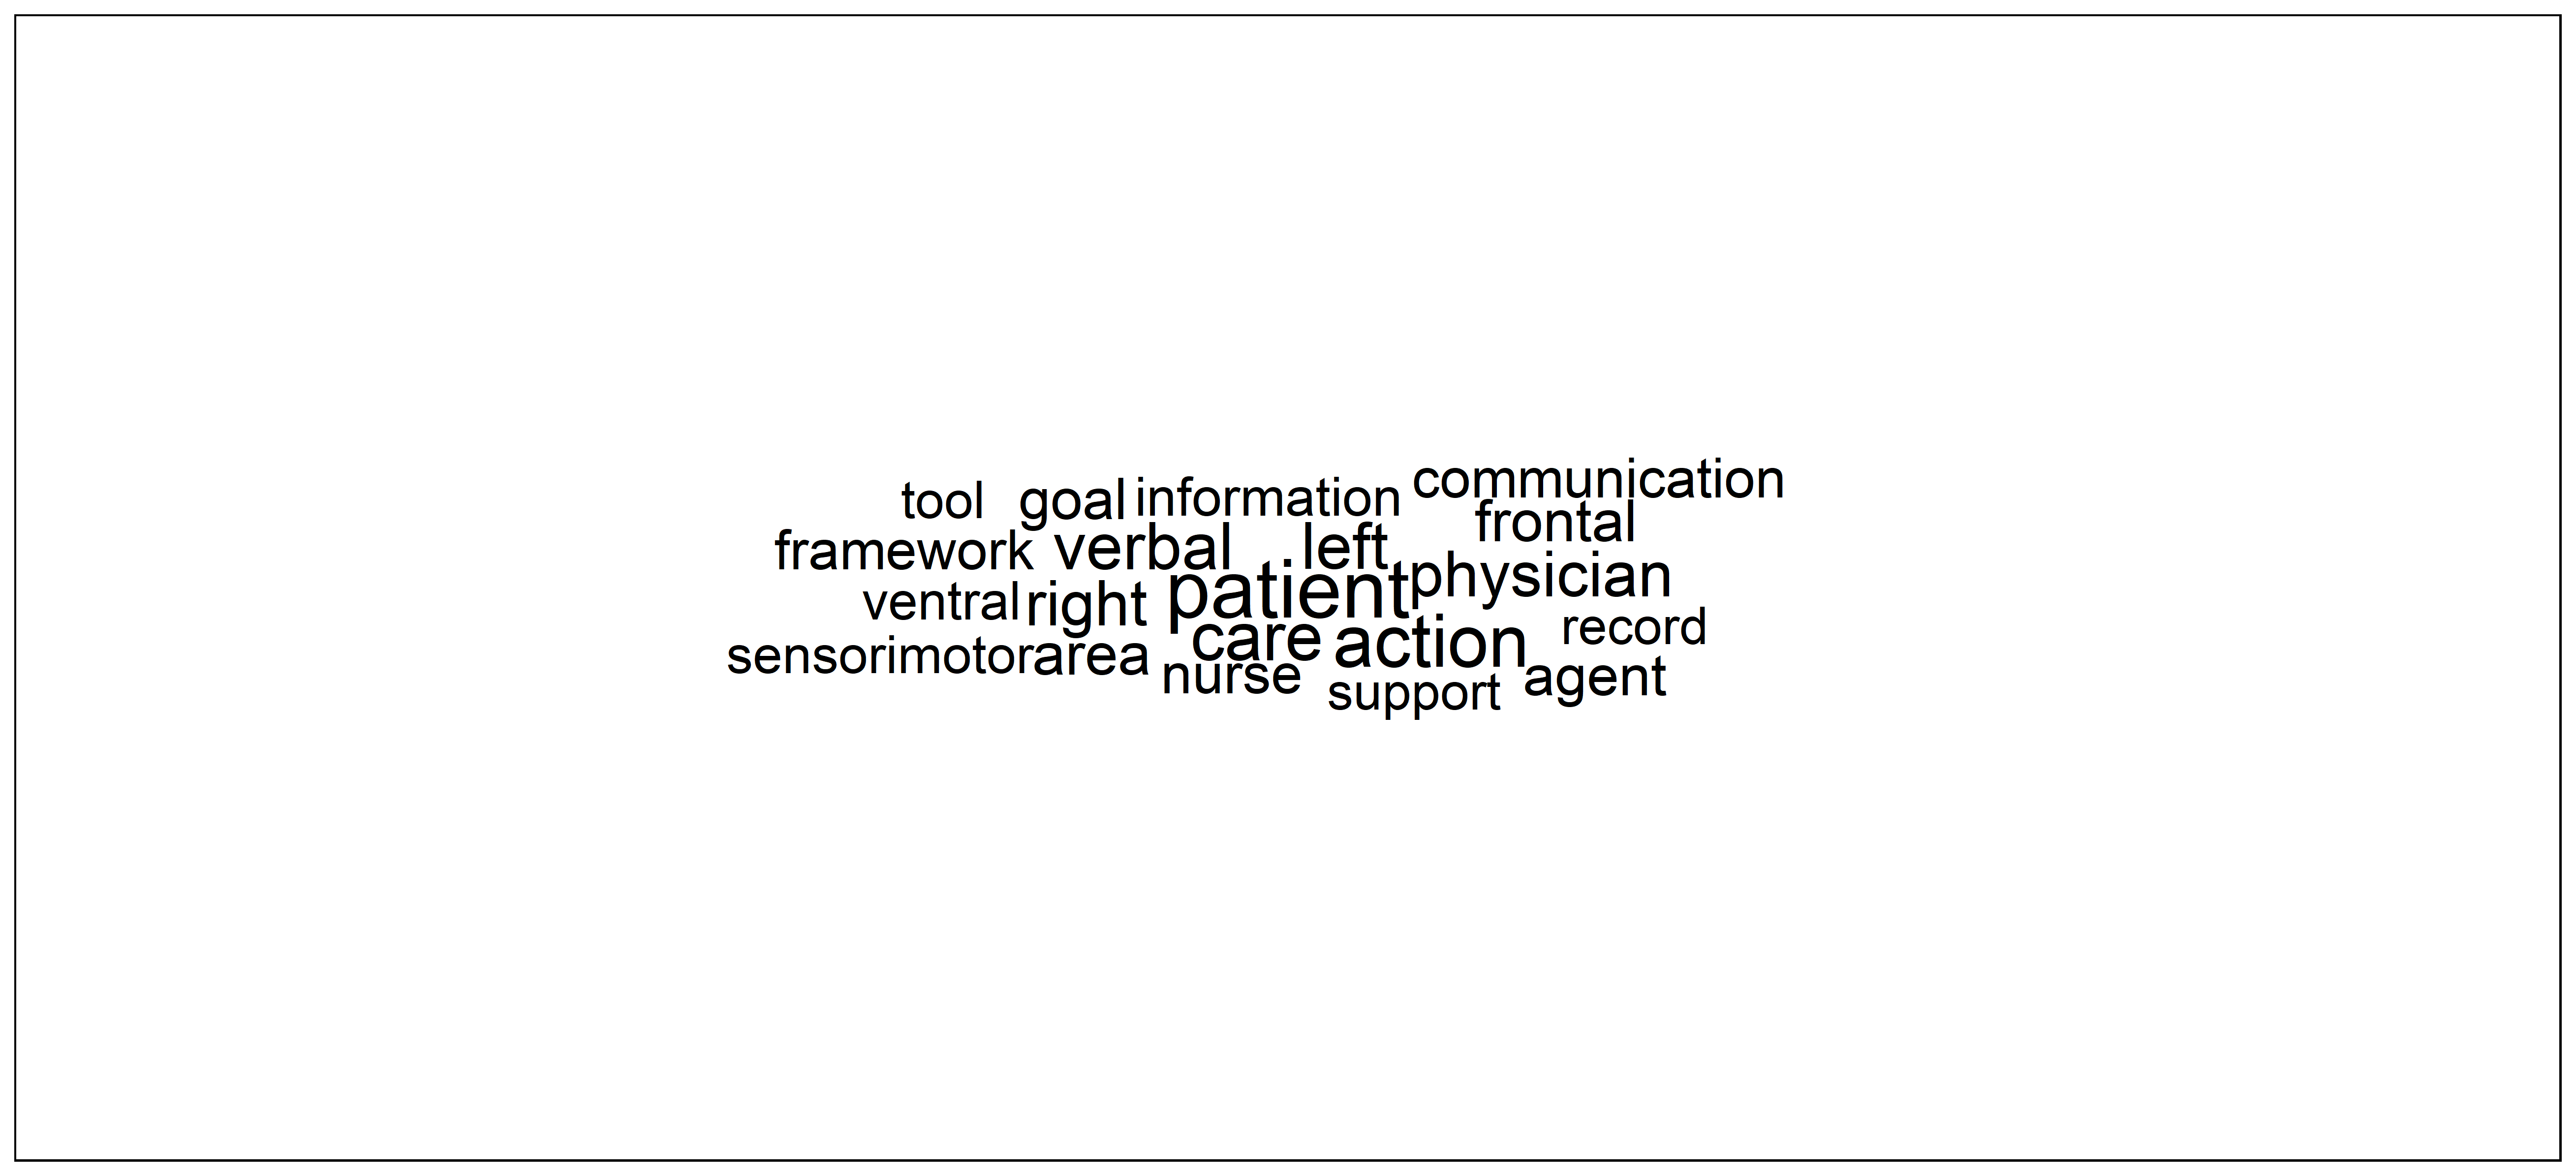 communication
tool goal information
frontal
framework verbal left
patient physician
ventral right
care action record
sensorimotor area
nurse support agent